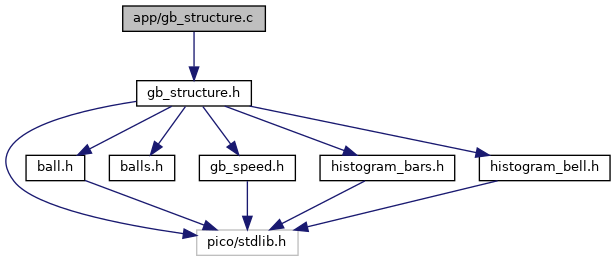 app/gb_structure.c
gb_structure.h
ball.h
balls.h
gb_speed.h
histogram_bars.h
histogram_bell.h
pico/stdlib.h